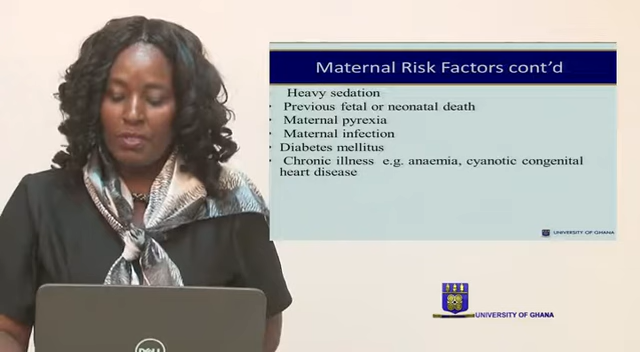 Maternal Risk Factors cont'd
Heavy sedation
• Previous fetal or neonatal death
• Maternal pyrexia
• Maternal infection
• Diabetes mellitus
• Chronic illness e.g. anaemia, cyanotic congenital
heart disease
UNIVERSITY OF GHANA
UNIVERSITY OF GHANA
DELL